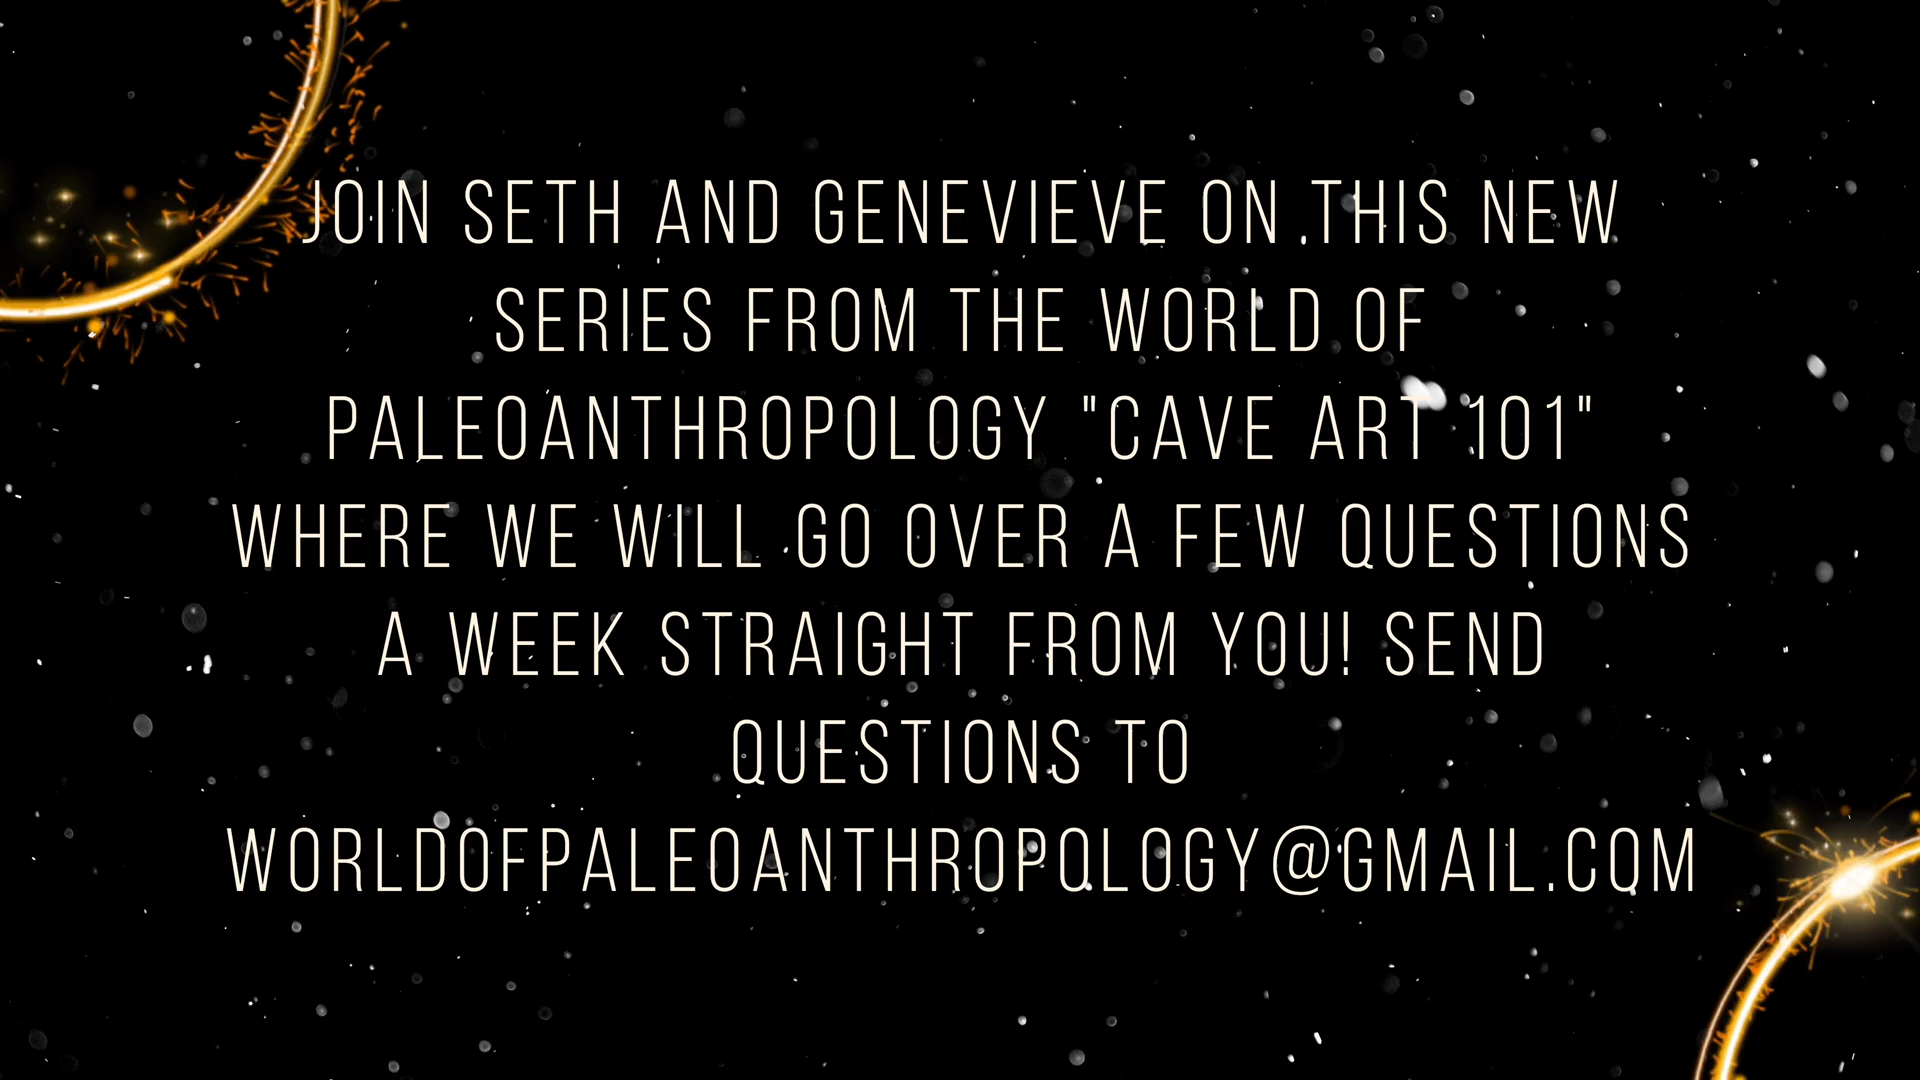 JOIN SETH AND GENEVIEVE ON THIS NEW
SERIES FROM THE WORLD OF
PALEOANTHROPOLOGY "CAVE ART 101"
WHERE WE WILL GO OVER A FEW QUESTIONS
A WEEK STRAIGHT FROM YOU! SEND
QUESTIONS TO
WORLDOFPALEOANTHROPOLOGY@GMAIL.COM